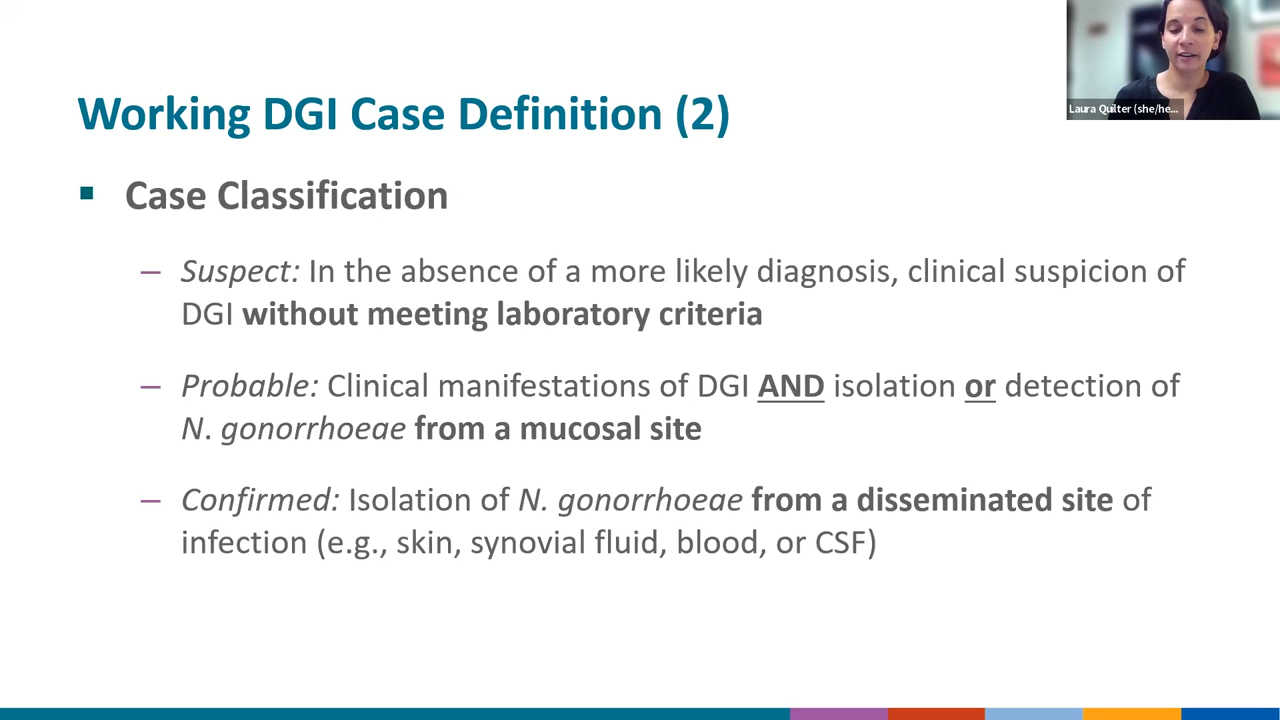 Laura Quilter (she/he...
Working DGI Case Definition (2)
▪ Case Classification
– Suspect: In the absence of a more likely diagnosis, clinical suspicion of
DGI without meeting laboratory criteria
– Probable: Clinical manifestations of DGI AND isolation or detection of
N. gonorrhoeae from a mucosal site
– Confirmed: Isolation of N. gonorrhoeae from a disseminated site of
infection (e.g., skin, synovial fluid, blood, or CSF)